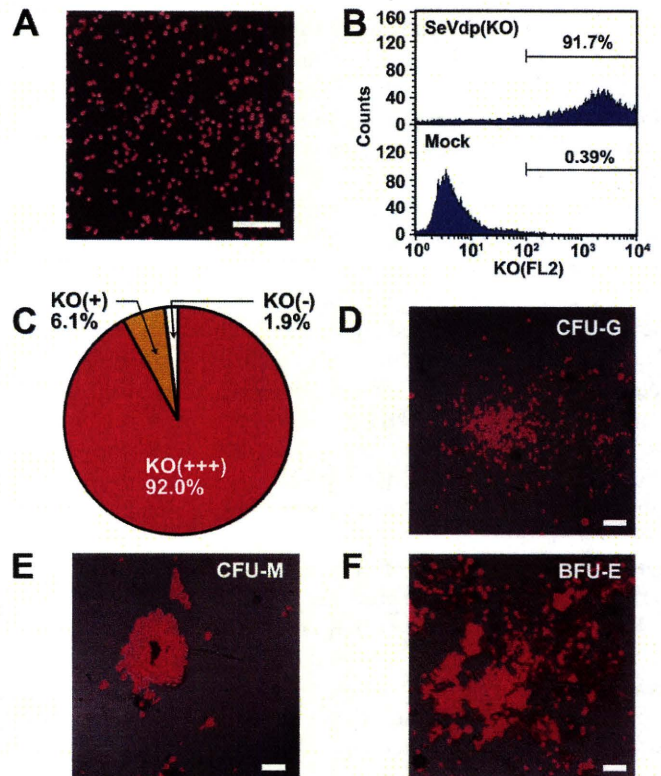 A
B
SeVdp(KO)
91.7%
Mock
0.39%
Counts
160
120
80
40
0
120
80
40
0
10⁰ 10¹ 10² 10³ 10⁴
KO(FL2)
C
KO(+)
6.1%
KO(-)
1.9%
KO(+++)
92.0%
D
CFU-G
E
CFU-M
F
BFU-E